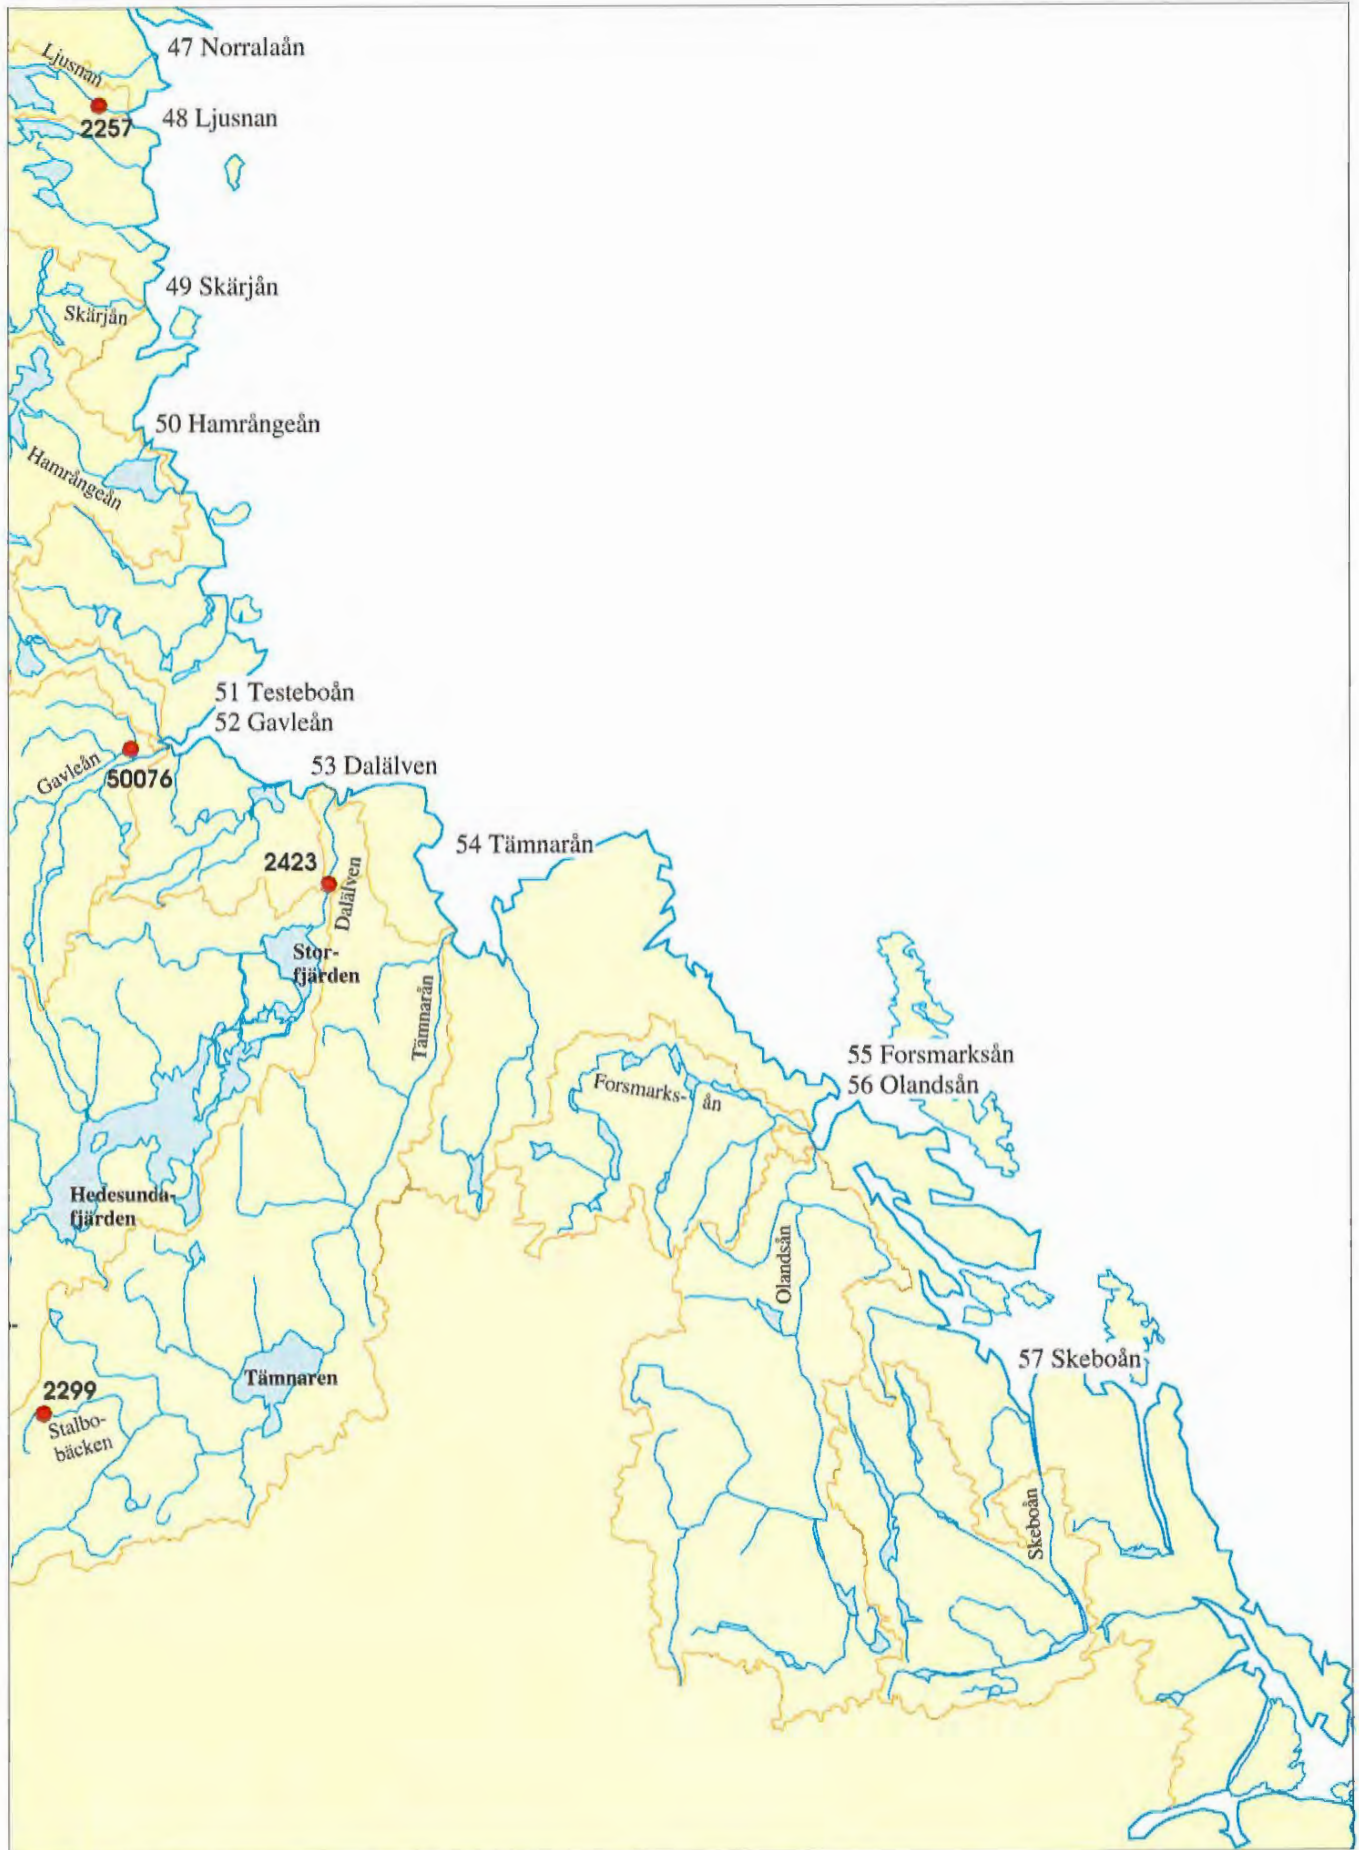 47 Norralaån
Ljusnan
2257
48 Ljusnan
49 Skärjån
Skärjån
50 Hamrångeån
Hamrångeån
51 Testeboån
52 Gavleån
Gavleån
50076
53 Dalälven
54 Tämnarån
2423
Dalälven
Stor-
fjärden
Tämnarån
55 Forsmarksån
56 Olandsån
Forsmarks-
ån
Hedesunda-
fjärden
Olandsån
57 Skeboån
Tämnaren
2299
Stalbo-
bäcken
Skeboån